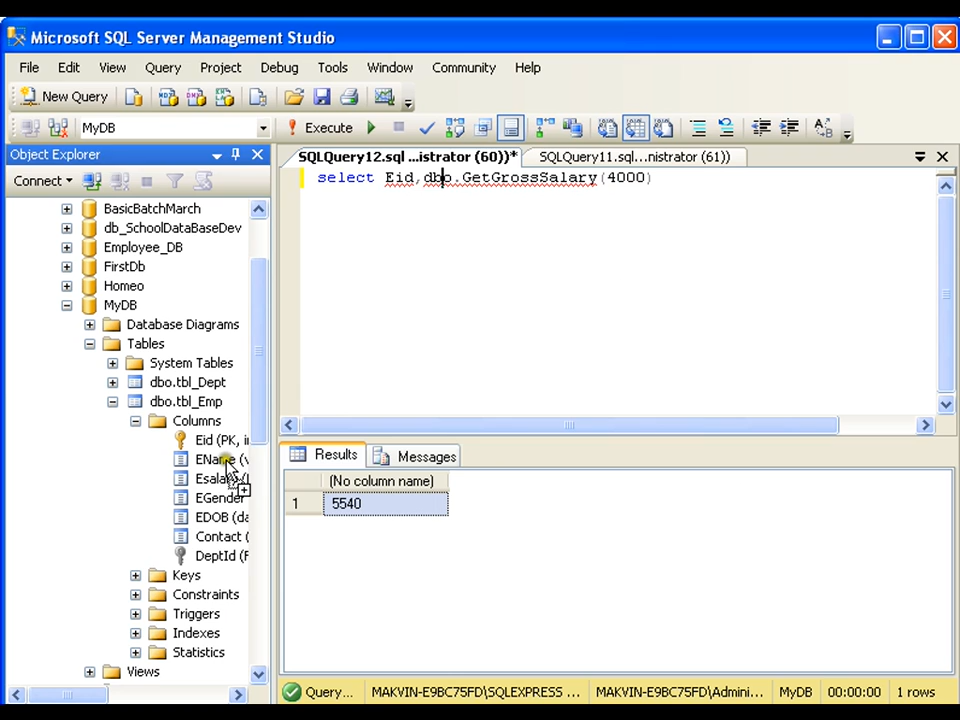 Microsoft SQL Server Management Studio
File Edit View Query Project Debug Tools Window Community Help
New Query
MyDB Execute
Object Explorer
SQLQuery12.sql ...istrator (60))* SQLQuery11.sql...nistrator (61))
Connect
select Eid,dbo.GetGrossSalary(4000)
BasicBatchMarch
db_SchoolDataBaseDev
Employee_DB
FirstDb
Homeo
MyDB
Database Diagrams
Tables
System Tables
dbo.tbl_Dept
dbo.tbl_Emp
Columns
Eid (PK, i
EName (v
Esalary
EGender
EDOB (da
Contact (
DeptId (F
Keys
Constraints
Triggers
Indexes
Statistics
Views
Results Messages
(No column name)
1 5540
Query... MAKVIN-E9BC75FD\SQLEXPRESS ... MAKVIN-E9BC75FD\Admini... MyDB 00:00:00 1 rows